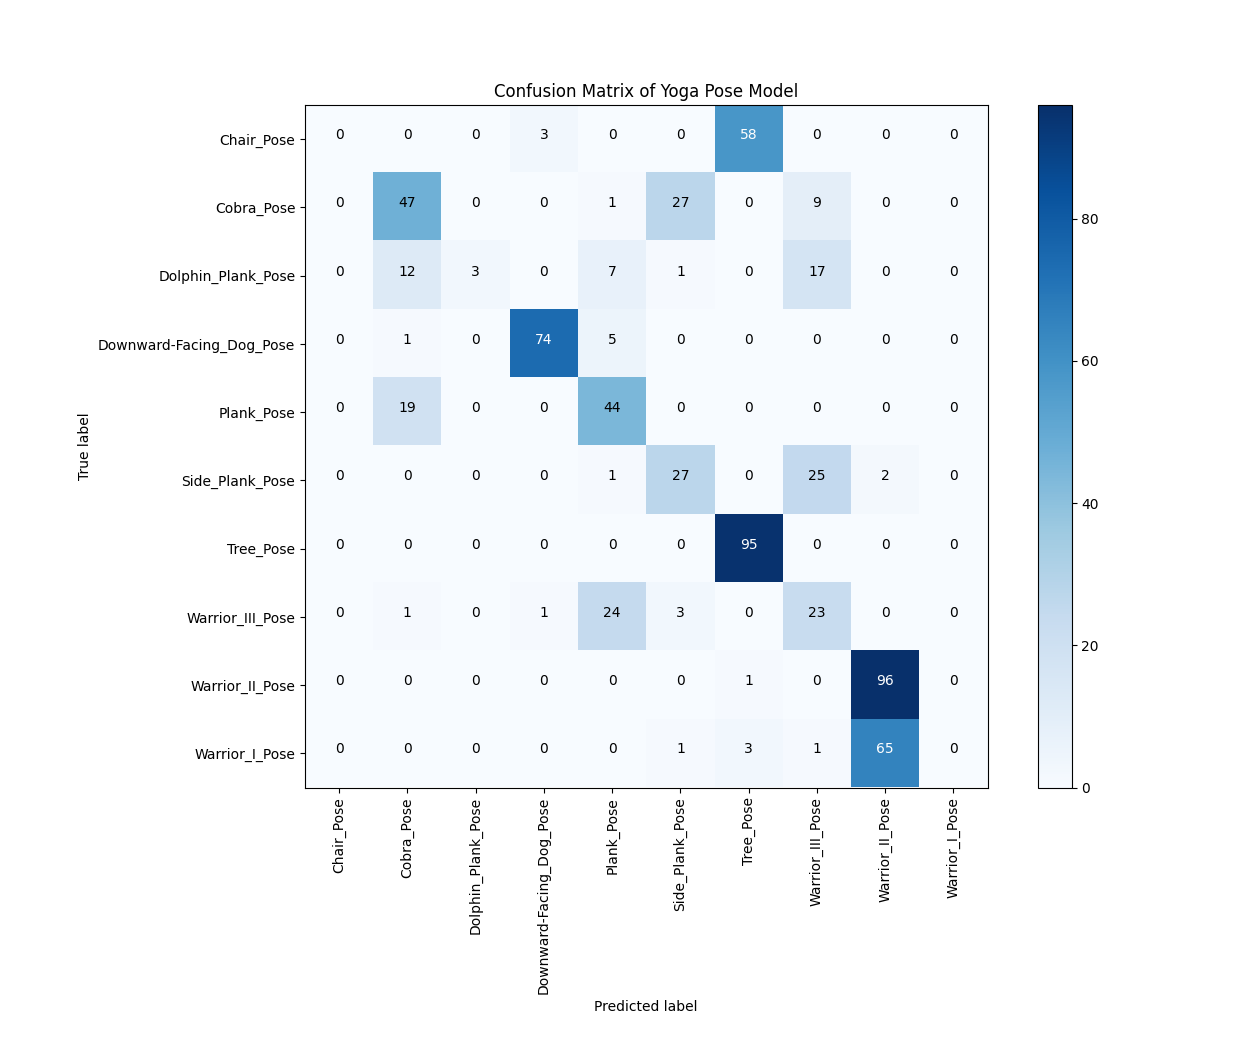 Confusion Matrix of Yoga Pose Model
Chair_Pose 0 0 0 3 0 0 58 0 0 0
Cobra_Pose 0 47 0 0 1 27 0 9 0 0
Dolphin_Plank_Pose 0 12 3 0 7 1 0 17 0 0
Downward-Facing_Dog_Pose 0 1 0 74 5 0 0 0 0 0
Plank_Pose 0 19 0 0 44 0 0 0 0 0
Side_Plank_Pose 0 0 0 0 1 27 0 25 2 0
Tree_Pose 0 0 0 0 0 0 95 0 0 0
Warrior_III_Pose 0 1 0 1 24 3 0 23 0 0
Warrior_II_Pose 0 0 0 0 0 0 1 0 96 0
Warrior_I_Pose 0 0 0 0 0 1 3 1 65 0
True label
Chair_Pose
Cobra_Pose
Dolphin_Plank_Pose
Downward-Facing_Dog_Pose
Plank_Pose
Side_Plank_Pose
Tree_Pose
Warrior_III_Pose
Warrior_II_Pose
Warrior_I_Pose
Predicted label
80
60
40
20
0